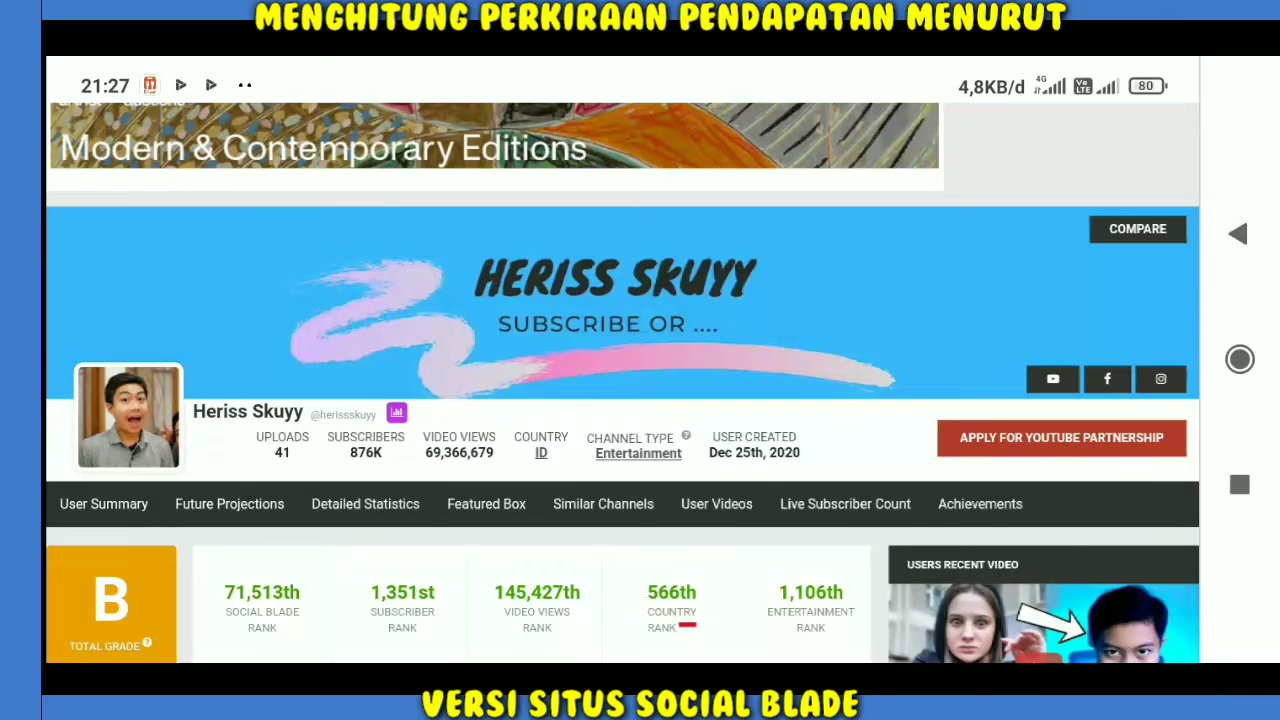 MENGHITUNG PERKIRAAN PENDAPATAN MENURUT
21:27
4,8KB/d 4G Vo LTE 80
Modern & Contemporary Editions
COMPARE
HERISS SKUYY
SUBSCRIBE OR ....
Heriss Skuyy @herissskuyy
UPLOADS SUBSCRIBERS VIDEO VIEWS COUNTRY CHANNEL TYPE USER CREATED
41 876K 69,366,679 ID Entertainment Dec 25th, 2020
APPLY FOR YOUTUBE PARTNERSHIP
User Summary Future Projections Detailed Statistics Featured Box Similar Channels User Videos Live Subscriber Count Achievements
B
TOTAL GRADE
71,513th 1,351st 145,427th 566th 1,106th
SOCIAL BLADE SUBSCRIBER VIDEO VIEWS COUNTRY ENTERTAINMENT
RANK RANK RANK RANK RANK
USERS RECENT VIDEO
VERSI SITUS SOCIAL BLADE